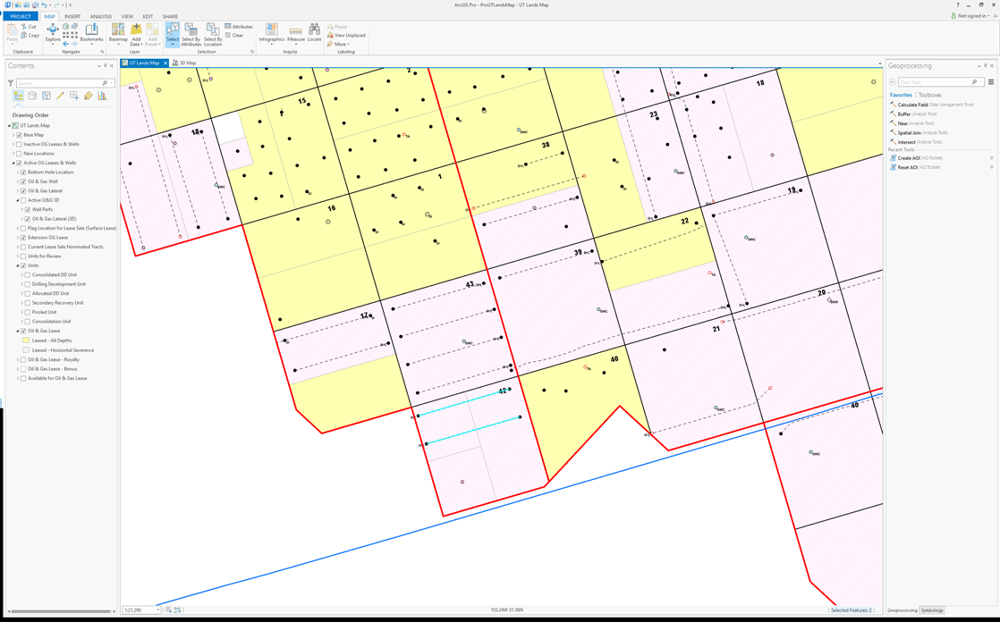 ArcGIS Pro - ProUTLandsMap - UT Lands Map
? Not signed in
PROJECT MAP INSERT ANALYSIS VIEW EDIT SHARE
Paste Cut Copy
Explore Bookmarks
Basemap Add Data Add Preset
Select Select By Attributes Select By Location Attributes Clear
Infographics Measure Locate
Pause View Unplaced More
Clipboard Navigate Layer Selection Inquiry Labeling
Contents
Search
Drawing Order
UT Lands Map
Base Map
Inactive OG Leases & Wells
New Locations
Active OG Leases & Wells
Bottom Hole Location
Oil & Gas Well
Oil & Gas Lateral
Active O&G 3D
Well Perfs
Oil & Gas Lateral (3D)
Flag Location for Lease Sale (Surface Lease)
Extension OG Lease
Current Lease Sale Nominated Tracts
Units for Review
Units
Consolidated DD Unit
Drilling Development Unit
Allocated DD Unit
Secondary Recovery Unit
Pooled Unit
Consolidation Unit
Oil & Gas Lease
Leased - All Depths
Leased - Horizontal Severance
Oil & Gas Lease - Royalty
Oil & Gas Lease - Bonus
Available for Oil & Gas Lease
UT Lands Map 3D Map
2
15
18
18
23
38
1
16
19
22
39
43
17
20
21
40
42
40
1:21,290
103.24W 31.56N
Selected Features: 2
Geoprocessing
Find Tools
Favorites Toolboxes
Calculate Field (Data Management Tools)
Buffer (Analysis Tools)
Near (Analysis Tools)
Spatial Join (Analysis Tools)
Intersect (Analysis Tools)
Recent Tools
Create AOI (AOI Toolset)
Reset AOI (AOI Toolset)
Geoprocessing Symbology